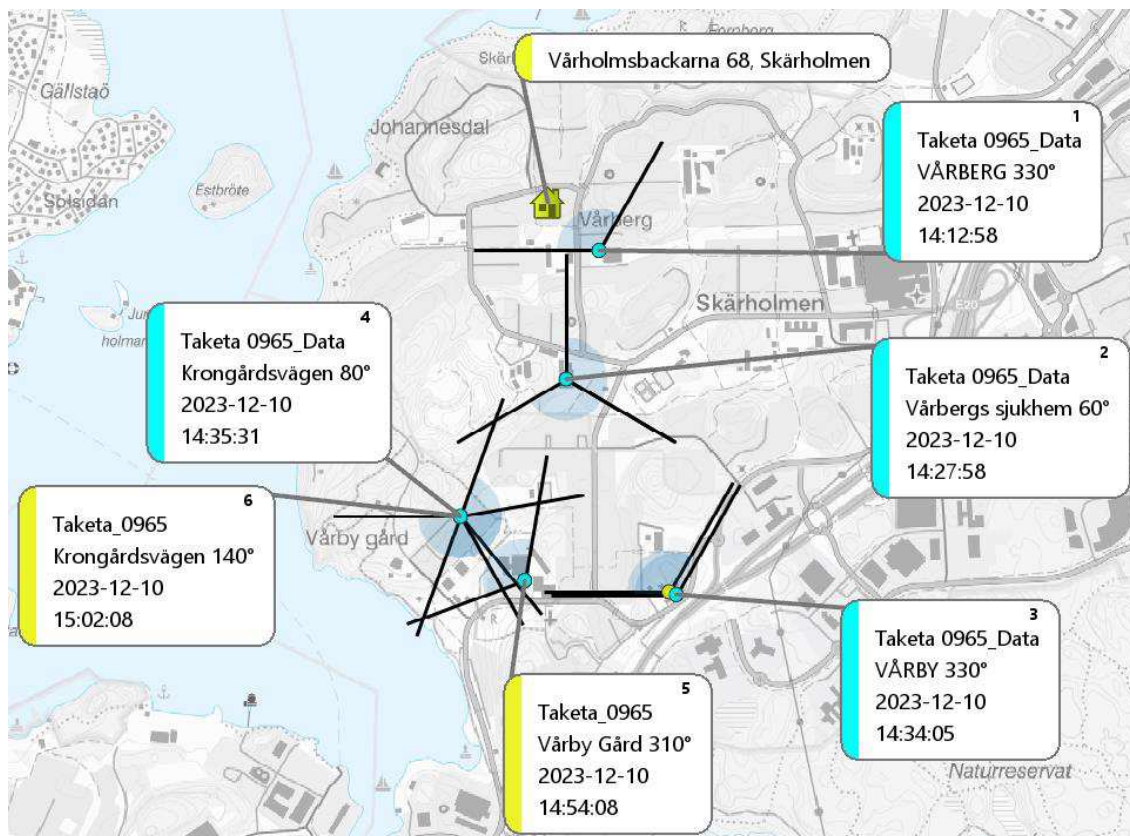 Fornborg
Skär
Vårholmsbackarna 68, Skärholmen
Gällstaö
Johannesdal
Solsidan
Estbröte
Vårberg
1
Taketa 0965_Data
VÅRBERG 330°
2023-12-10
14:12:58
Skärholmen
E20
holmar
4
Taketa 0965_Data
Krongårdsvägen 80°
2023-12-10
14:35:31
2
Taketa 0965_Data
Vårbergs sjukhem 60°
2023-12-10
14:27:58
6
Taketa_0965
Krongårdsvägen 140°
2023-12-10
15:02:08
Vårby gård
3
Taketa 0965_Data
VÅRBY 330°
2023-12-10
14:34:05
5
Taketa_0965
Vårby Gård 310°
2023-12-10
14:54:08
Naturreservat